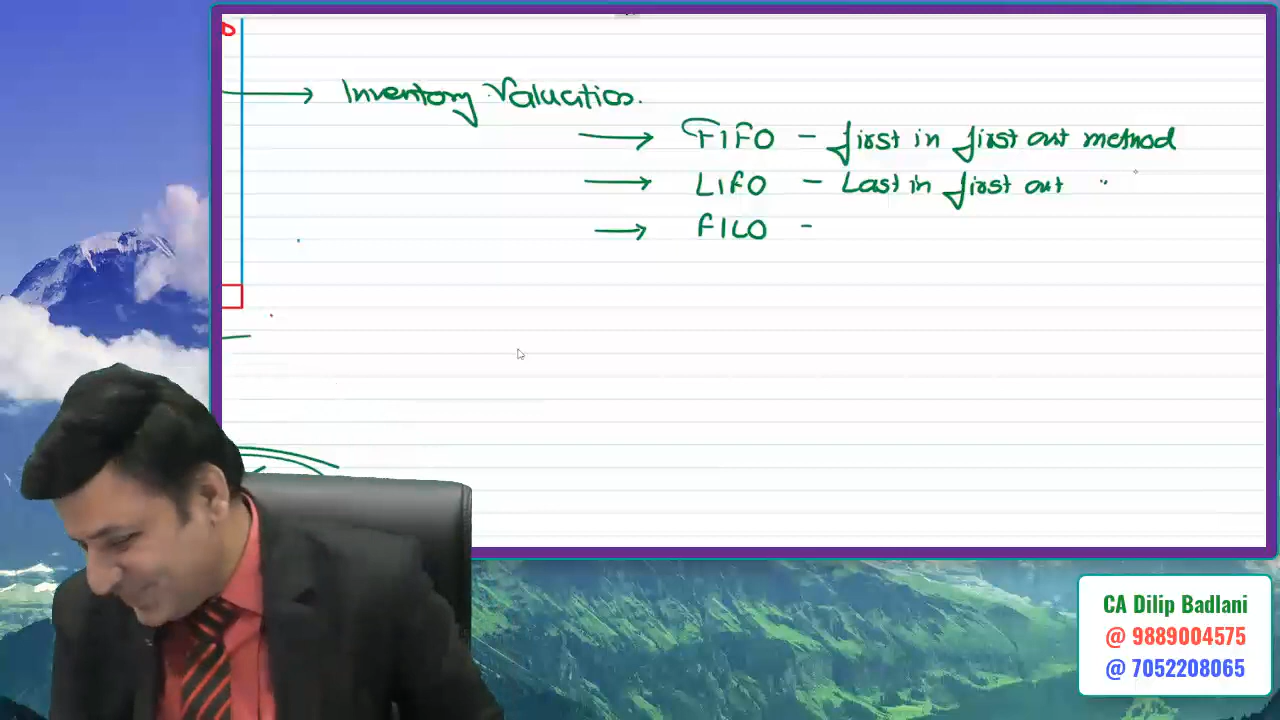 Inventory Valuation.
FIFO - first in first out method
LIFO - Last in first out "
FILO -
CA Dilip Badlani
@ 9889004575
@ 7052208065